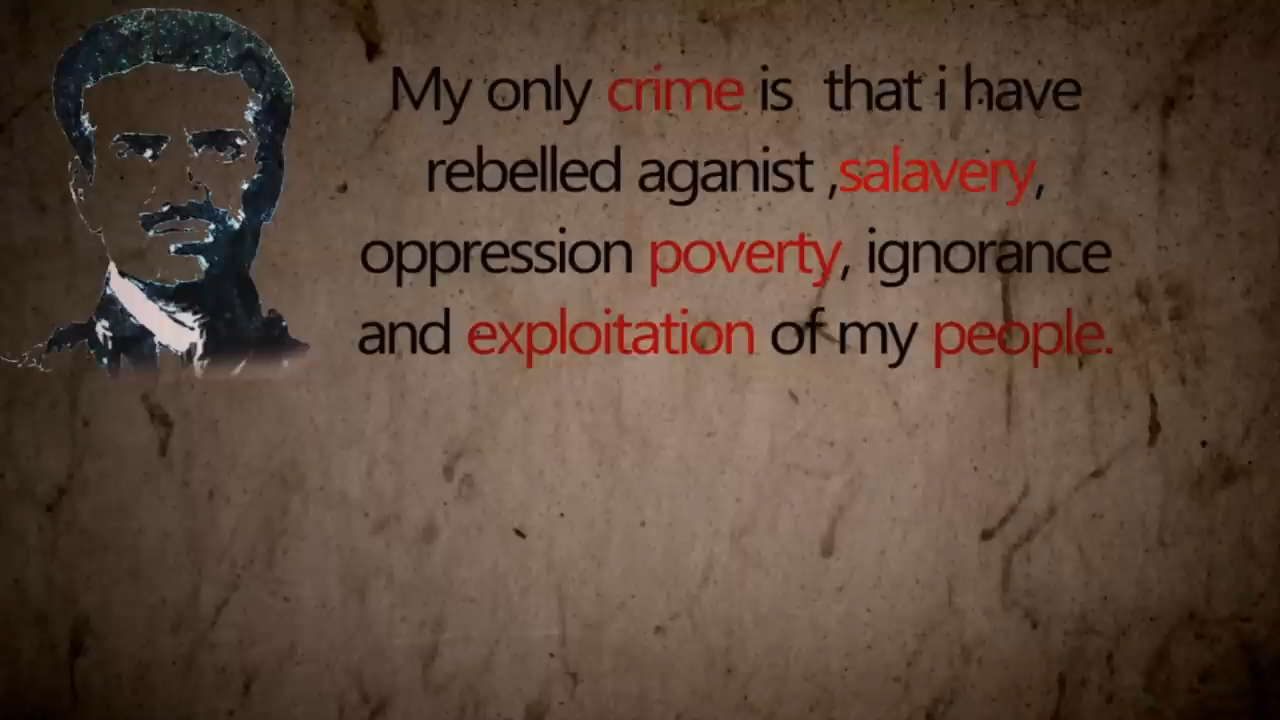 My only crime is  that i have
rebelled aganist ,salavery,
oppression poverty, ignorance
and exploitation of my people.